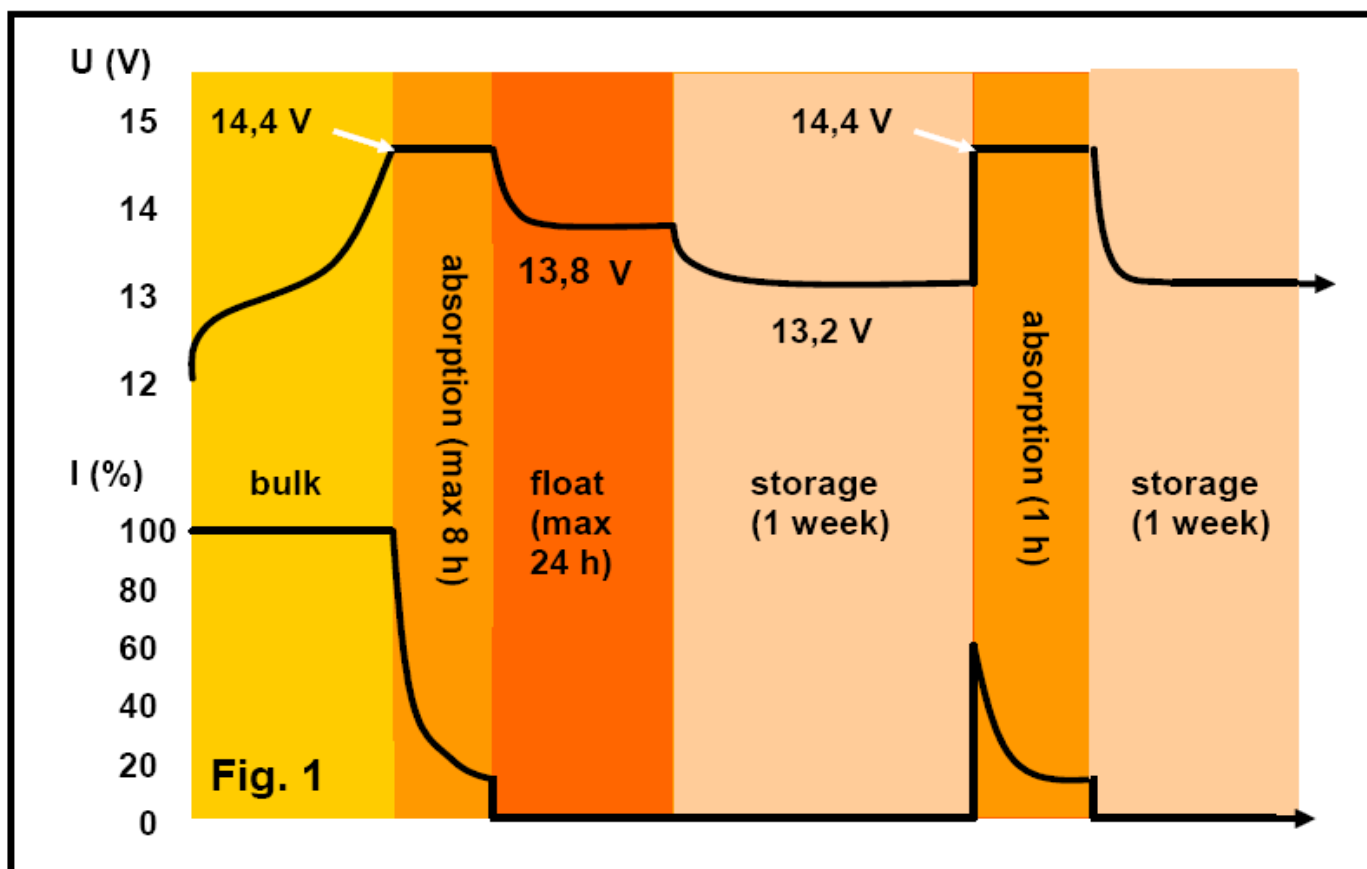 U (V)
15
14,4 V
14,4 V
14
13,8 V
13
13,2 V
12
absorption (max 8 h)
absorption (1 h)
I (%)
bulk
float
(max
24 h)
storage
(1 week)
storage
(1 week)
100
80
60
40
20
0
Fig. 1